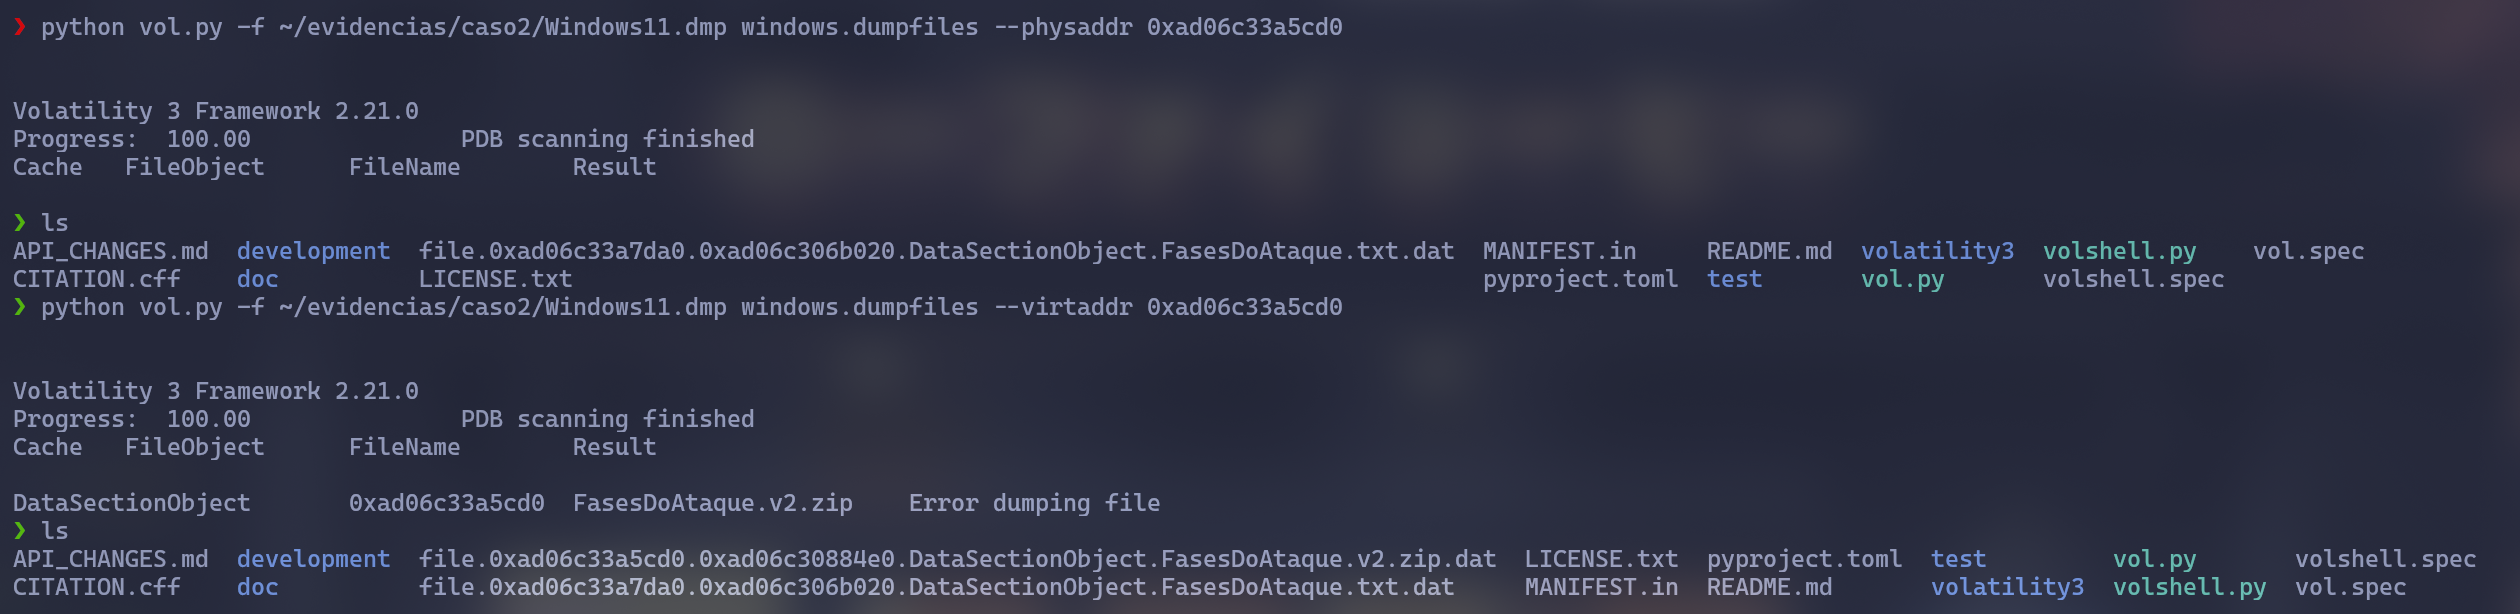 ❯ python vol.py -f ~/evidencias/caso2/Windows11.dmp windows.dumpfiles --physaddr 0xad06c33a5cd0
Volatility 3 Framework 2.21.0
Progress:  100.00               PDB scanning finished
Cache   FileObject      FileName        Result
❯ ls
API_CHANGES.md  development  file.0xad06c33a7da0.0xad06c306b020.DataSectionObject.FasesDoAtaque.txt.dat  MANIFEST.in     README.md  volatility3  volshell.py    vol.spec
CITATION.cff    doc          LICENSE.txt                                                                 pyproject.toml  test       vol.py       volshell.spec
❯ python vol.py -f ~/evidencias/caso2/Windows11.dmp windows.dumpfiles --virtaddr 0xad06c33a5cd0
Volatility 3 Framework 2.21.0
Progress:  100.00               PDB scanning finished
Cache   FileObject      FileName        Result
DataSectionObject       0xad06c33a5cd0  FasesDoAtaque.v2.zip    Error dumping file
❯ ls
API_CHANGES.md  development  file.0xad06c33a5cd0.0xad06c30884e0.DataSectionObject.FasesDoAtaque.v2.zip.dat  LICENSE.txt  pyproject.toml  test         vol.py       volshell.spec
CITATION.cff    doc          file.0xad06c33a7da0.0xad06c306b020.DataSectionObject.FasesDoAtaque.txt.dat     MANIFEST.in  README.md       volatility3  volshell.py  vol.spec